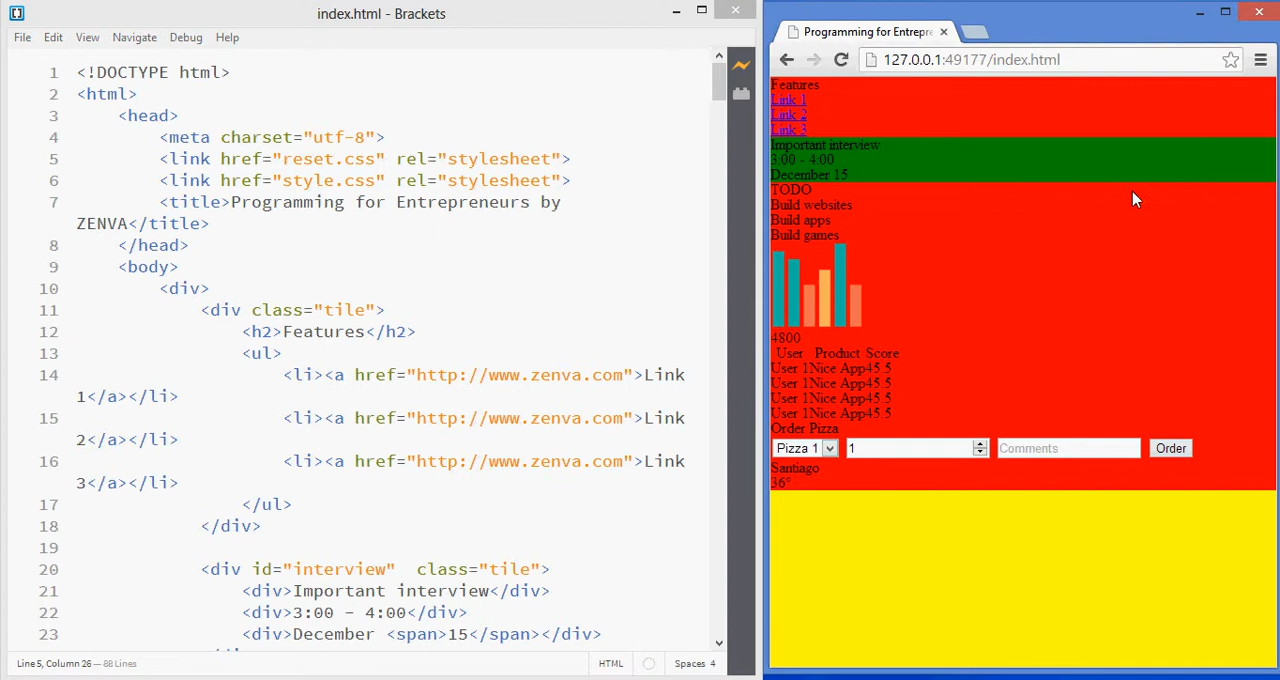 index.html - Brackets
File Edit View Navigate Debug Help
1 <!DOCTYPE html>
2 <html>
3 <head>
4 <meta charset="utf-8">
5 <link href="reset.css" rel="stylesheet">
6 <link href="style.css" rel="stylesheet">
7 <title>Programming for Entrepreneurs by
ZENVA</title>
8 </head>
9 <body>
10 <div>
11 <div class="tile">
12 <h2>Features</h2>
13 <ul>
14 <li><a href="http://www.zenva.com">Link
1</a></li>
15 <li><a href="http://www.zenva.com">Link
2</a></li>
16 <li><a href="http://www.zenva.com">Link
3</a></li>
17 </ul>
18 </div>
19
20 <div id="interview"  class="tile">
21 <div>Important interview</div>
22 <div>3:00 - 4:00</div>
23 <div>December <span>15</span></div>
Line 5, Column 26 — 88 Lines
HTML
Spaces 4
Programming for Entrepre
127.0.0.1:49177/index.html
Features
Link 1
Link 2
Link 3
Important interview
3:00 - 4:00
December 15
TODO
Build websites
Build apps
Build games
4800
User Product Score
User 1Nice App45.5
User 1Nice App45.5
User 1Nice App45.5
User 1Nice App45.5
Order Pizza
Pizza 1 1 Comments Order
Santiago
36°